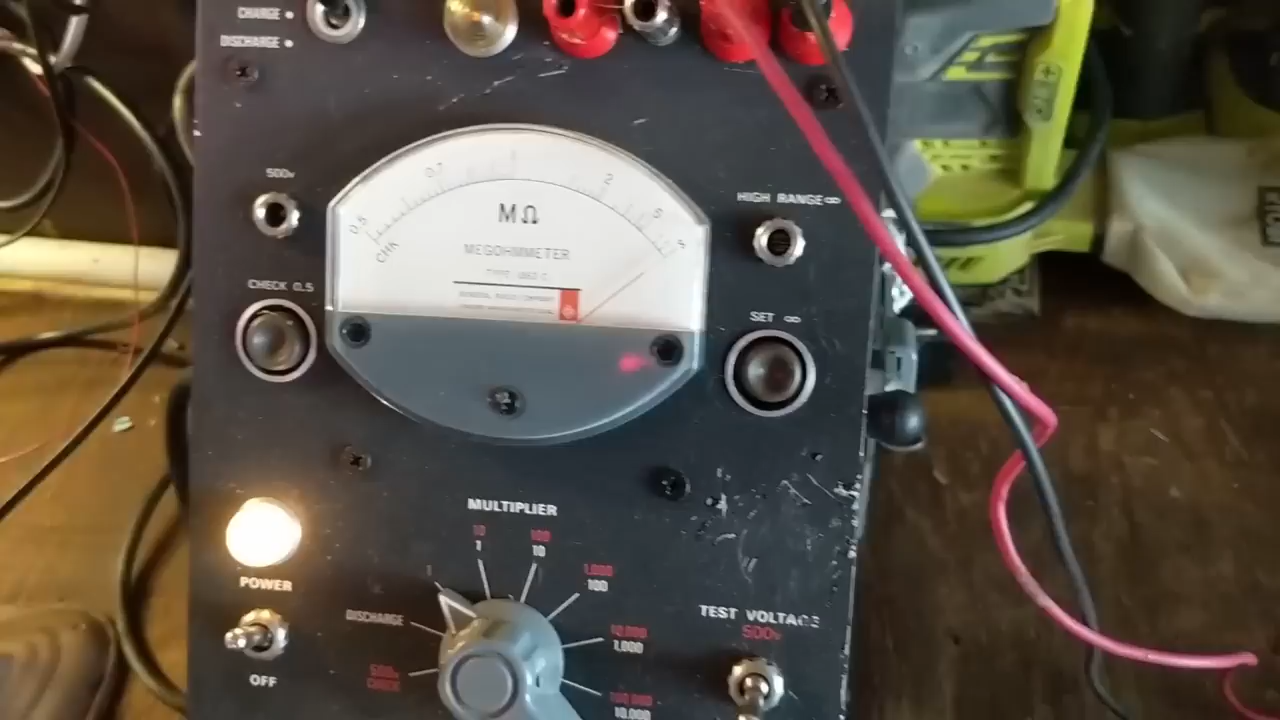 CHARGE
DISCHARGE
500v
0.5
0.7
2
5
CHK
MΩ
MEGOHMMETER
HIGH RANGE ∞
CHECK 0.5
SET ∞
MULTIPLIER
10
1
100
10
1
1,000
100
POWER
DISCHARGE
TEST VOLTAGE
500v
10,000
1,000
500v
CHECK
OFF
100,000
10,000